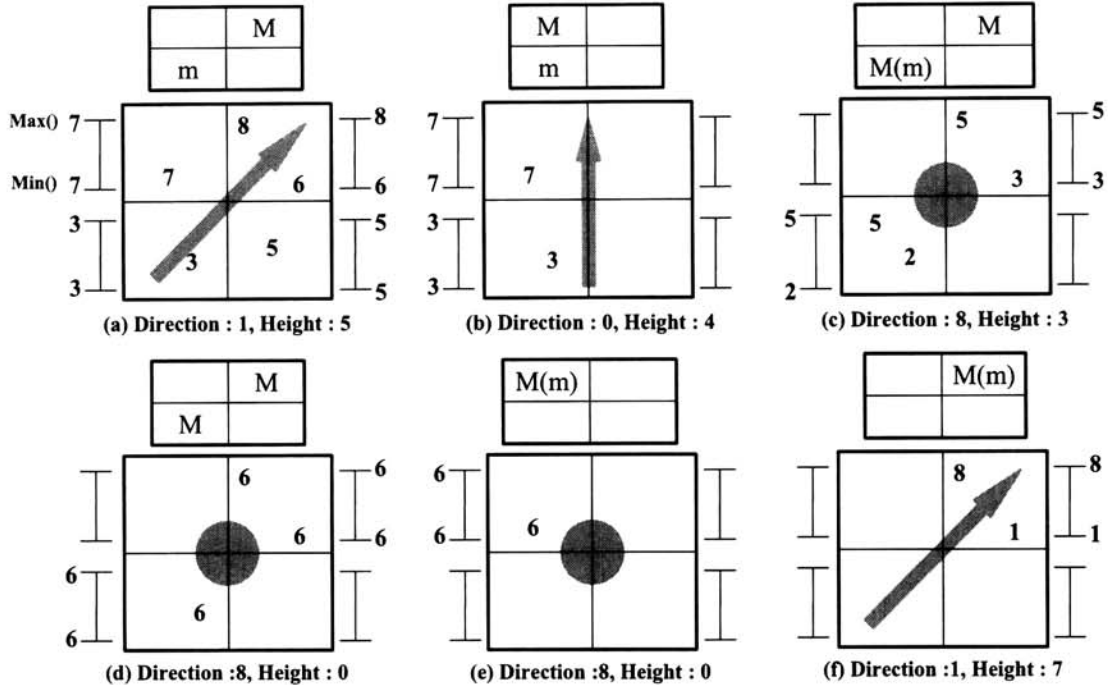 M
m
M
m
M
M(m)
Max() 7
Min() 7
3
3
8
7
6
3
5
8
6
5
5
7
7
3
3
7
3
5
2
5
3
5
2
5
3
(a) Direction : 1, Height : 5
(b) Direction : 0, Height : 4
(c) Direction : 8, Height : 3
M
M
M(m)
M(m)
6
6
6
6
6
6
6
6
6
6
6
8
1
8
1
(d) Direction :8, Height : 0
(e) Direction :8, Height : 0
(f) Direction :1, Height : 7